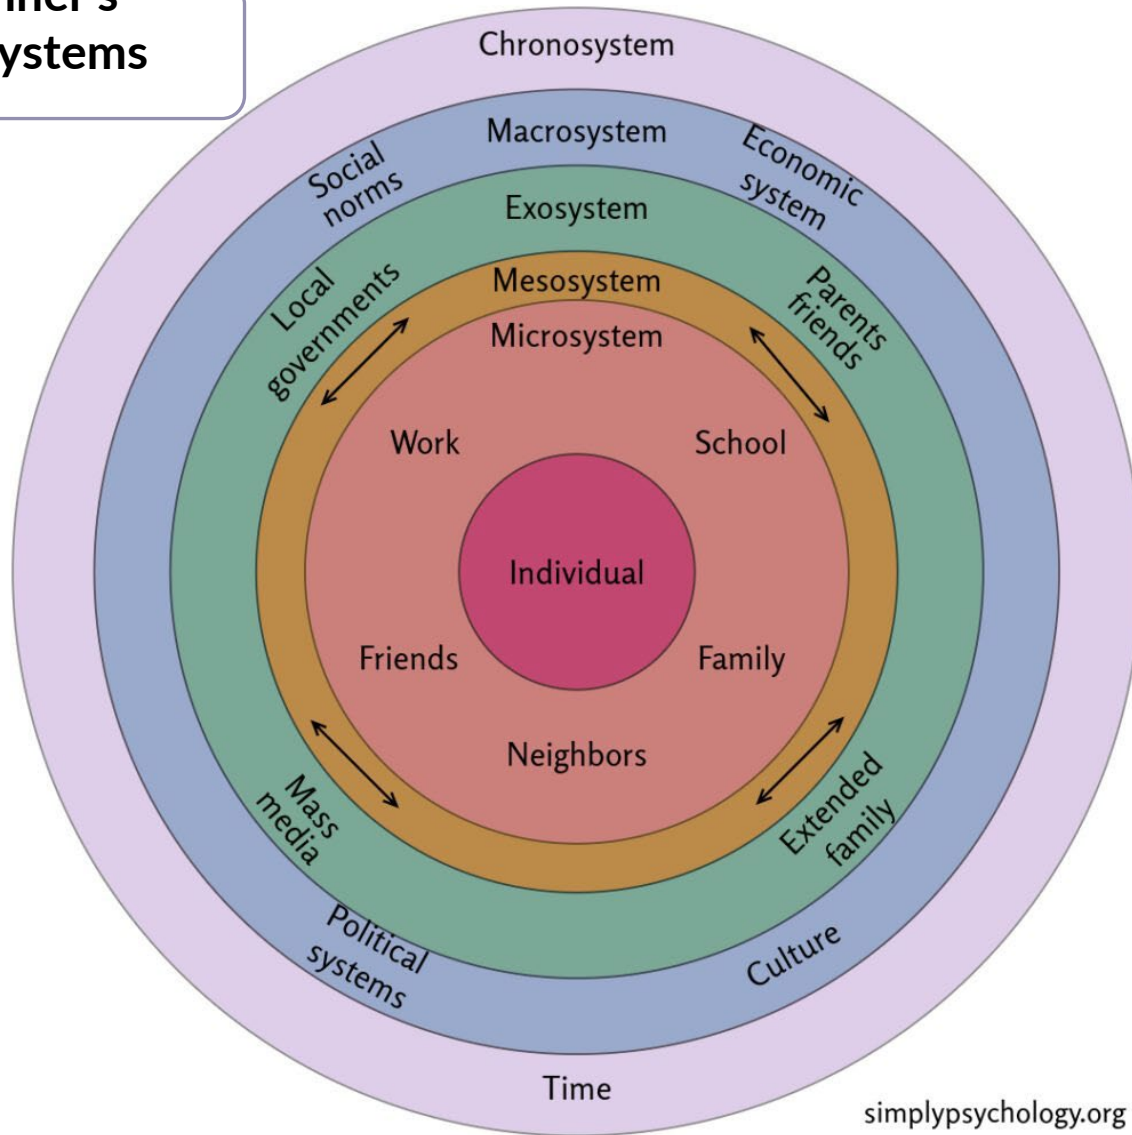 ystems
Chronosystem
Macrosystem
Social
norms
Economic
system
Exosystem
Local
governments
Parents
friends
Mesosystem
Microsystem
Work
School
Individual
Friends
Family
Neighbors
Mass
media
Extended
family
Political
systems
Culture
Time
simplypsychology.org